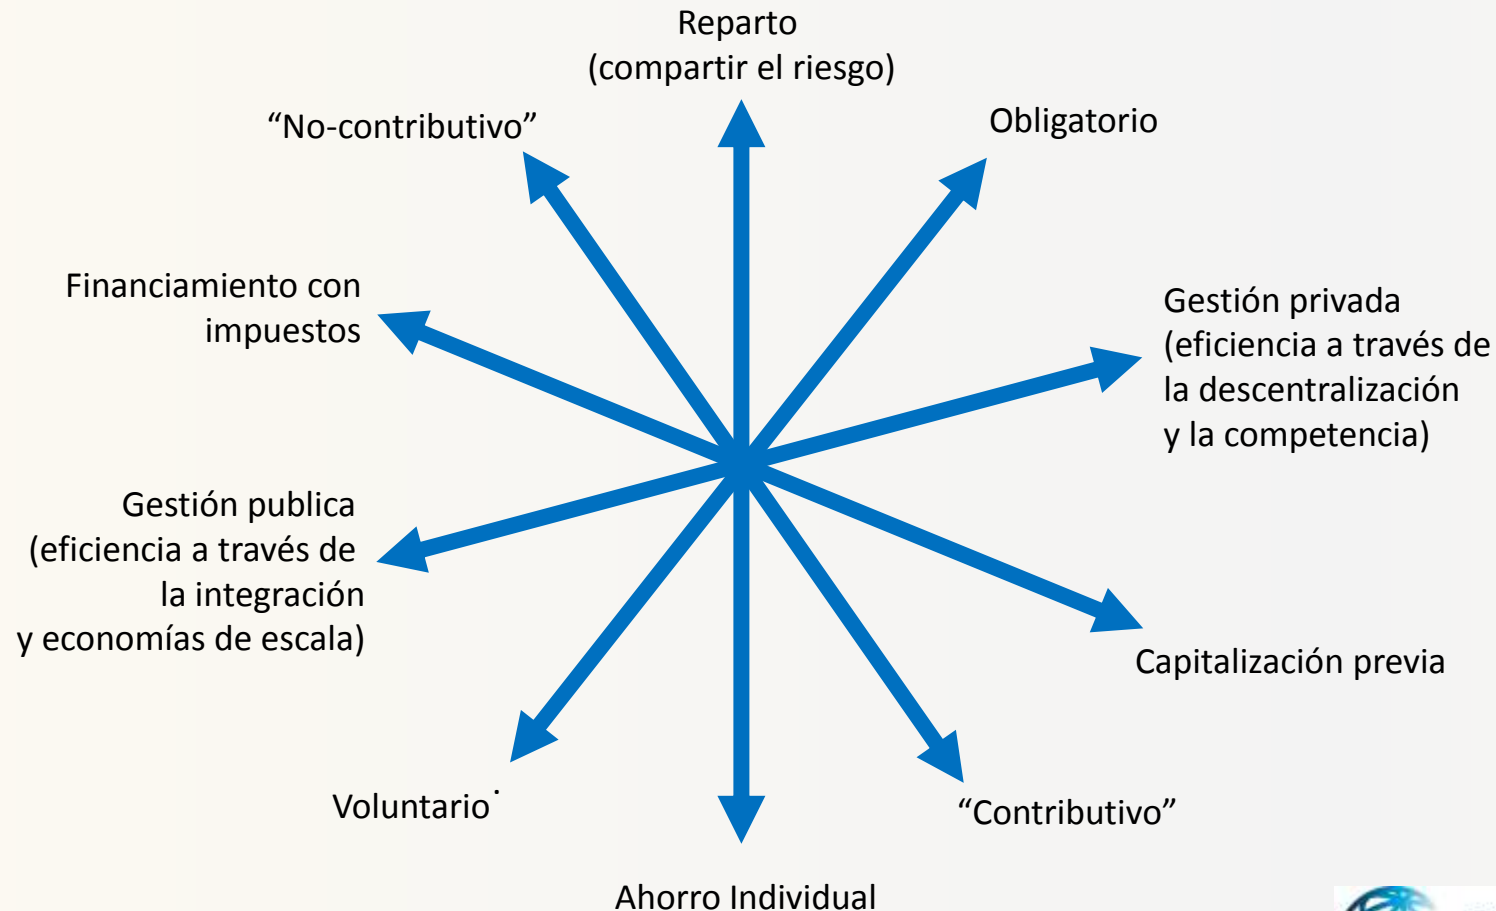 Reparto
(compartir el riesgo)
“No-contributivo”
Obligatorio
Financiamiento con
impuestos
Gestión privada
(eficiencia a través de
la descentralización
y la competencia)
Gestión publica
(eficiencia a través de
la integración
y economías de escala)
Capitalización previa
Voluntario
“Contributivo”
Ahorro Individual